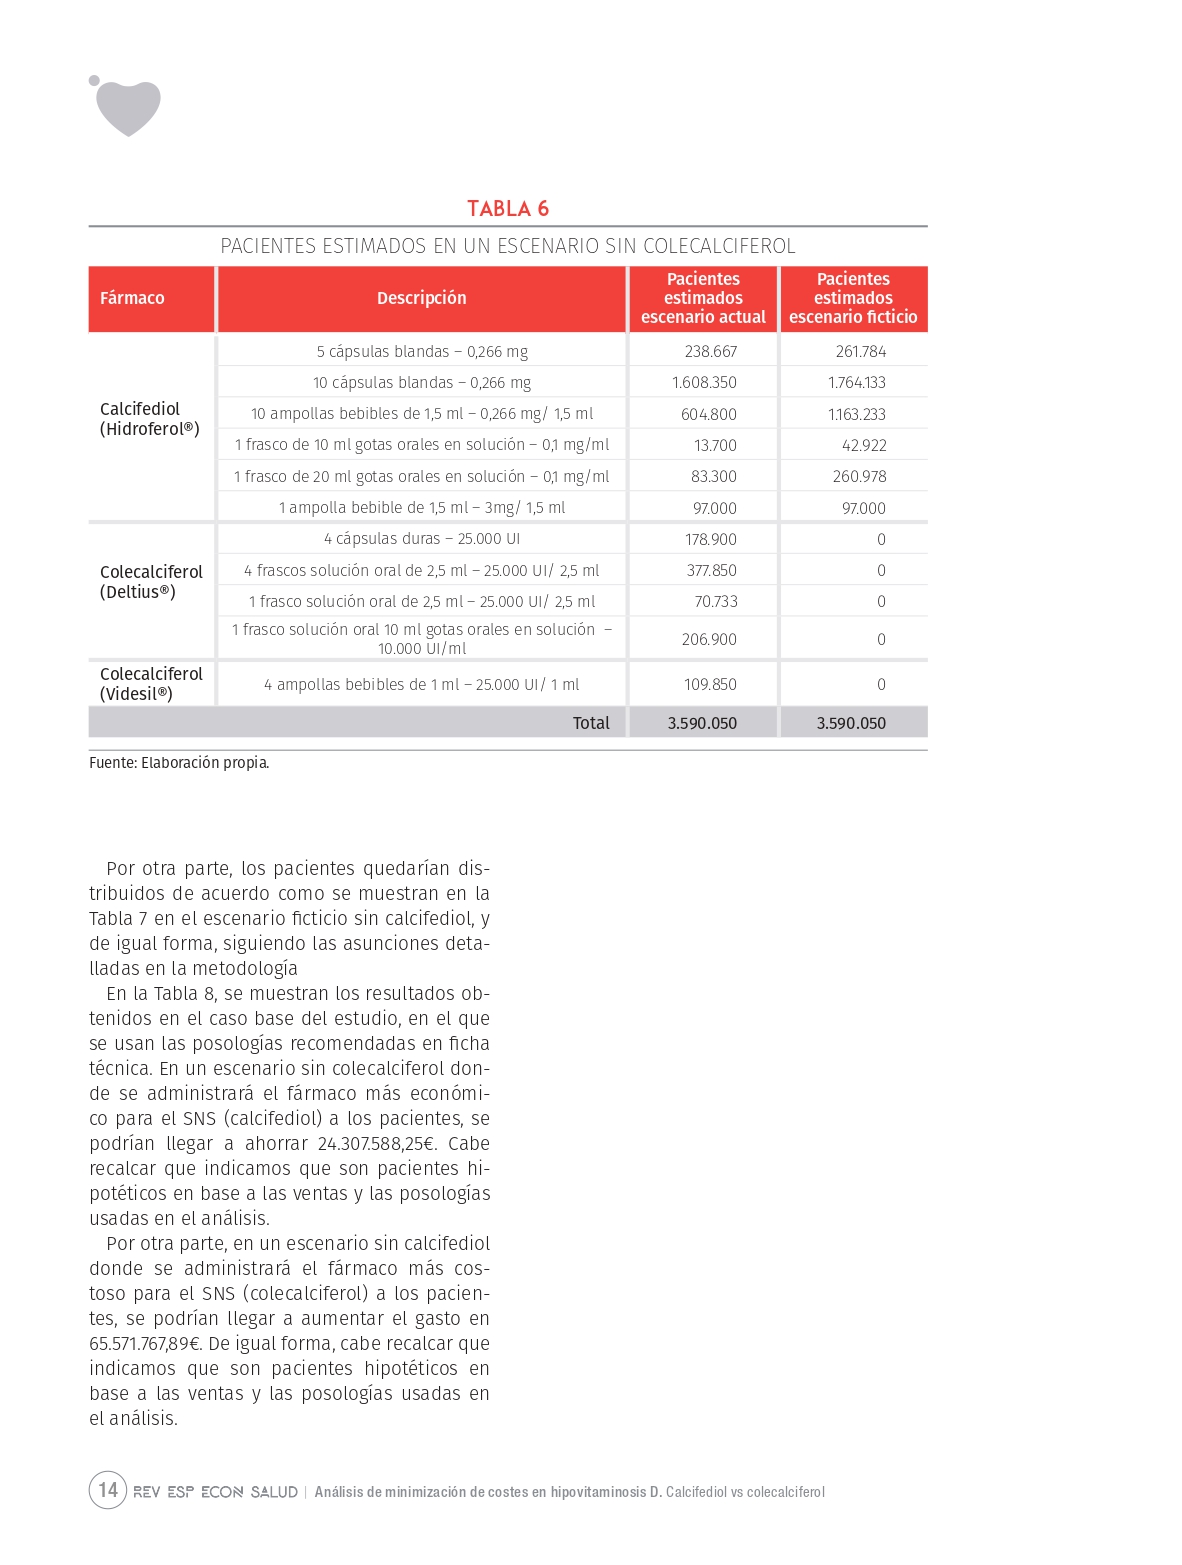 TABLA 6
PACIENTES ESTIMADOS EN UN ESCENARIO SIN COLECALCIFEROL
Fármaco Descripción Pacientes estimados escenario actual Pacientes estimados escenario ficticio
Calcifediol (Hidroferol®)
5 cápsulas blandas – 0,266 mg 238.667 261.784
10 cápsulas blandas – 0,266 mg 1.608.350 1.764.133
10 ampollas bebibles de 1,5 ml – 0,266 mg/ 1,5 ml 604.800 1.163.233
1 frasco de 10 ml gotas orales en solución – 0,1 mg/ml 13.700 42.922
1 frasco de 20 ml gotas orales en solución – 0,1 mg/ml 83.300 260.978
1 ampolla bebible de 1,5 ml – 3mg/ 1,5 ml 97.000 97.000
Colecalciferol (Deltius®)
4 cápsulas duras – 25.000 UI 178.900 0
4 frascos solución oral de 2,5 ml – 25.000 UI/ 2,5 ml 377.850 0
1 frasco solución oral de 2,5 ml – 25.000 UI/ 2,5 ml 70.733 0
1 frasco solución oral 10 ml gotas orales en solución – 10.000 UI/ml 206.900 0
Colecalciferol (Videsil®)
4 ampollas bebibles de 1 ml – 25.000 UI/ 1 ml 109.850 0
Total 3.590.050 3.590.050
Fuente: Elaboración propia.
Por otra parte, los pacientes quedarían dis-
tribuidos de acuerdo como se muestran en la
Tabla 7 en el escenario ficticio sin calcifediol, y
de igual forma, siguiendo las asunciones deta-
lladas en la metodología
En la Tabla 8, se muestran los resultados ob-
tenidos en el caso base del estudio, en el que
se usan las posologías recomendadas en ficha
técnica. En un escenario sin colecalciferol don-
de se administrará el fármaco más económi-
co para el SNS (calcifediol) a los pacientes, se
podrían llegar a ahorrar 24.307.588,25€. Cabe
recalcar que indicamos que son pacientes hi-
potéticos en base a las ventas y las posologías
usadas en el análisis.
Por otra parte, en un escenario sin calcifediol
donde se administrará el fármaco más cos-
toso para el SNS (colecalciferol) a los pacien-
tes, se podrían llegar a aumentar el gasto en
65.571.767,89€. De igual forma, cabe recalcar que
indicamos que son pacientes hipotéticos en
base a las ventas y las posologías usadas en
el análisis.
14 REV ESP ECON SALUD | Análisis de minimización de costes en hipovitaminosis D. Calcifediol vs colecalciferol